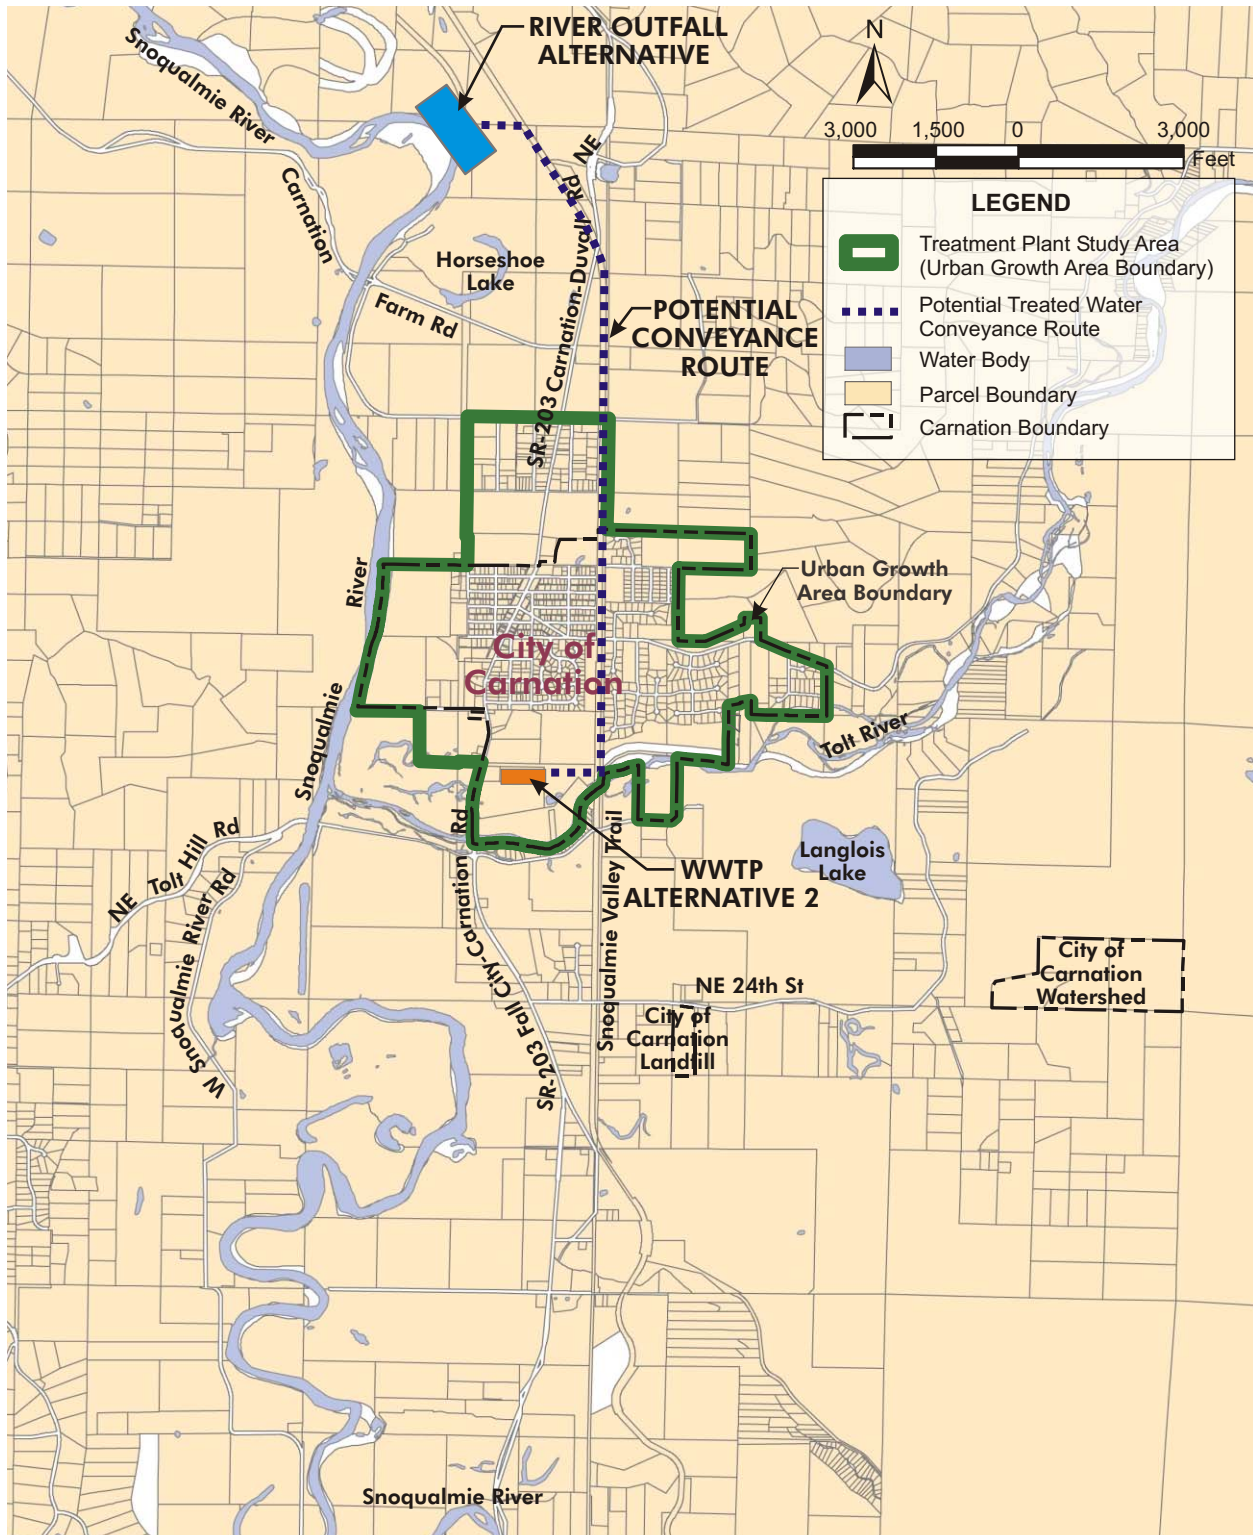 RIVER OUTFALL
ALTERNATIVE
N
Snoqualmie River
3,000 1,500 0 3,000
Feet
LEGEND
Treatment Plant Study Area
(Urban Growth Area Boundary)
Potential Treated Water
Conveyance Route
Water Body
Parcel Boundary
Carnation Boundary
Carnation
Farm Rd
Horseshoe
Lake
SR-203 Carnation-Duvall Rd NE
POTENTIAL
CONVEYANCE
ROUTE
Urban Growth
Area Boundary
Snoqualmie
River
City of
Carnation
Tolt River
NE Tolt Hill Rd
W Snoqualmie River Rd
SR-203 Fall City-Carnation Rd
Snoqualmie Valley Trail
WWTP
ALTERNATIVE 2
Langlois
Lake
NE 24th St
City of
Carnation
Landfill
City of
Carnation
Watershed
Snoqualmie River